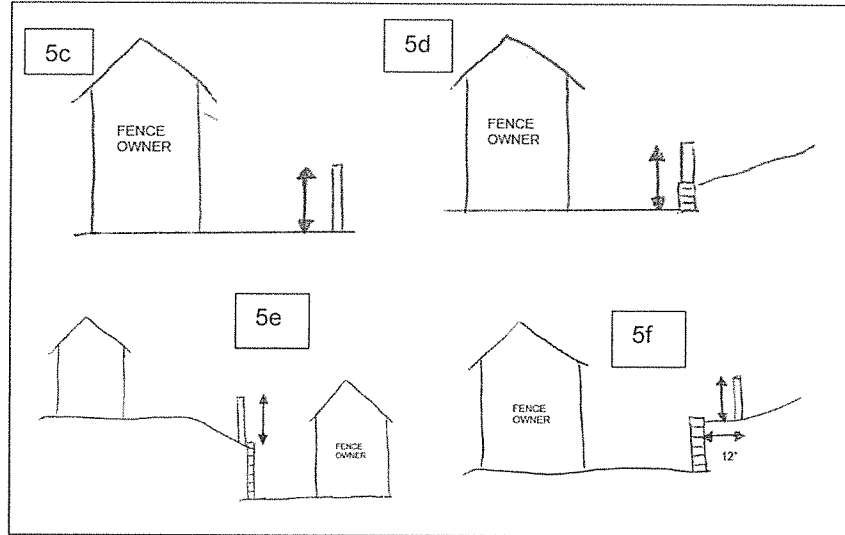 5c
5d
FENCE
OWNER
FENCE
OWNER
5e
5f
FENCE
OWNER
FENCE
OWNER
12"